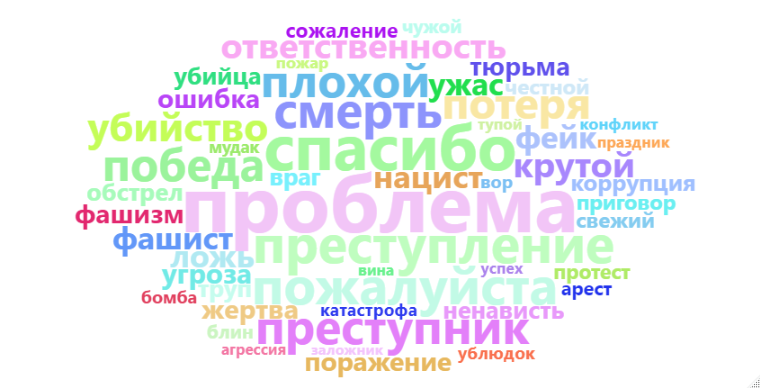 сожаление чужой
ответственность
пожар тюрьма
убийца плохой ужас честной
ошибка смерть потеря
убийство спасибо тупой конфликт
мудак фейк праздник
победа враг нацист вор крутой
обстрел коррупция
фашизм проблема приговор
свежий
фашист преступление
ложь
угроза вина успех протест
труп пожалуйста арест
бомба
жертва катастрофа ненависть
блин преступник
агрессия заложник ублюдок
поражение